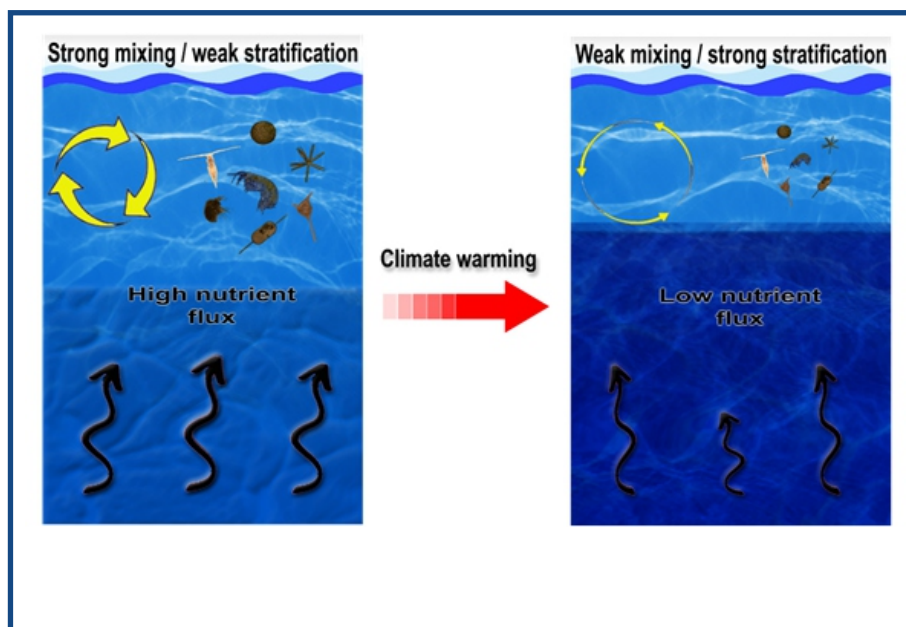 Strong mixing / weak stratification
Weak mixing / strong stratification
Climate warming
High nutrient
flux
Low nutrient
flux